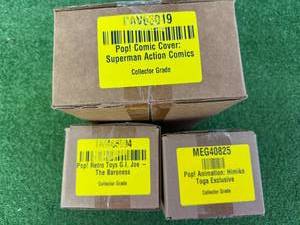 Pop! Comic Cover:
Superman Action Comics
Collector Grade
Pop! Retro Toys G.I. Joe –
The Baroness
Collector Grade
MEG40825
Pop! Animation: Himiko
Toga Exclusive
Collector Grade